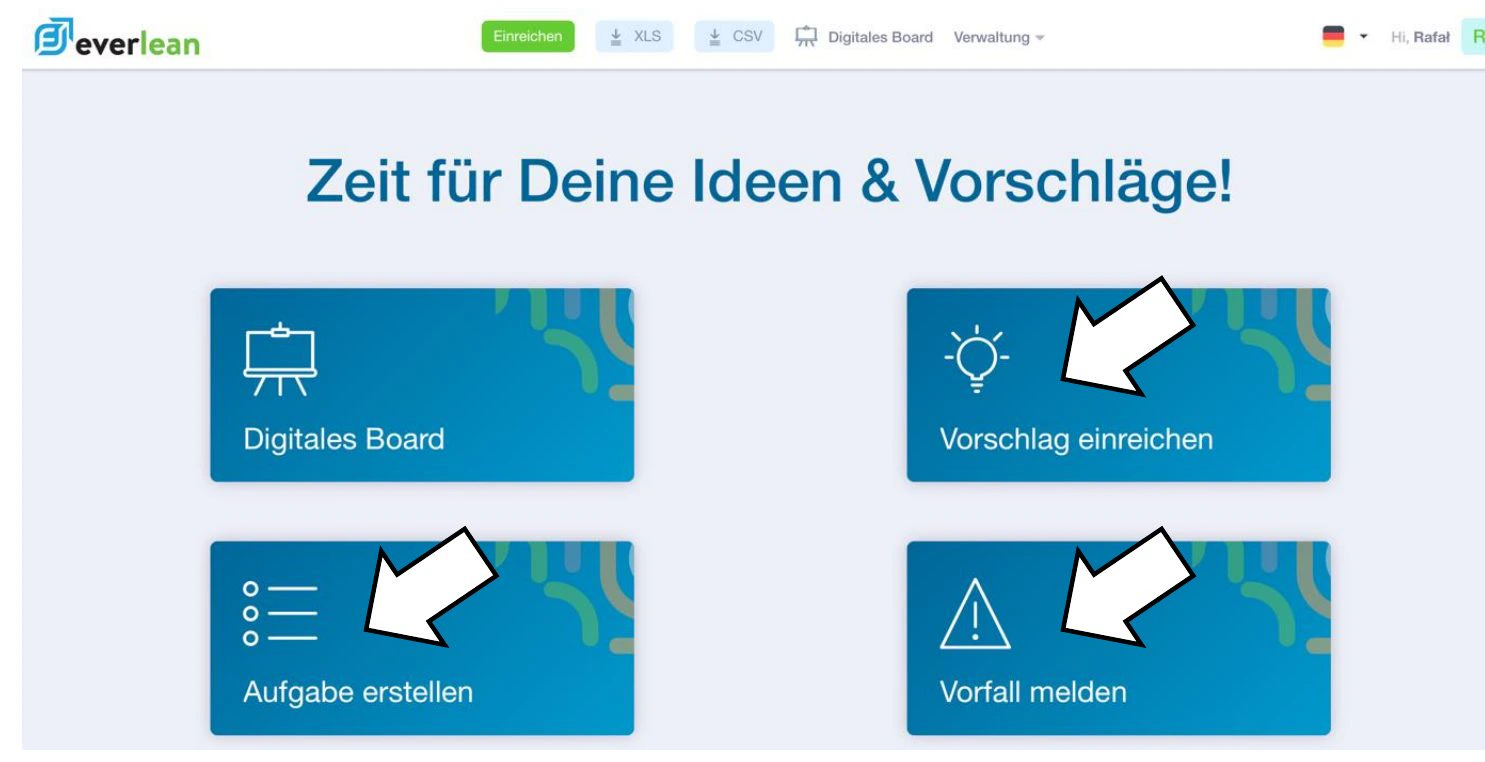 everlean
Einreichen XLS CSV Digitales Board Verwaltung Hi, Rafał R
Zeit für Deine Ideen & Vorschläge!
Digitales Board
Vorschlag einreichen
Aufgabe erstellen
Vorfall melden